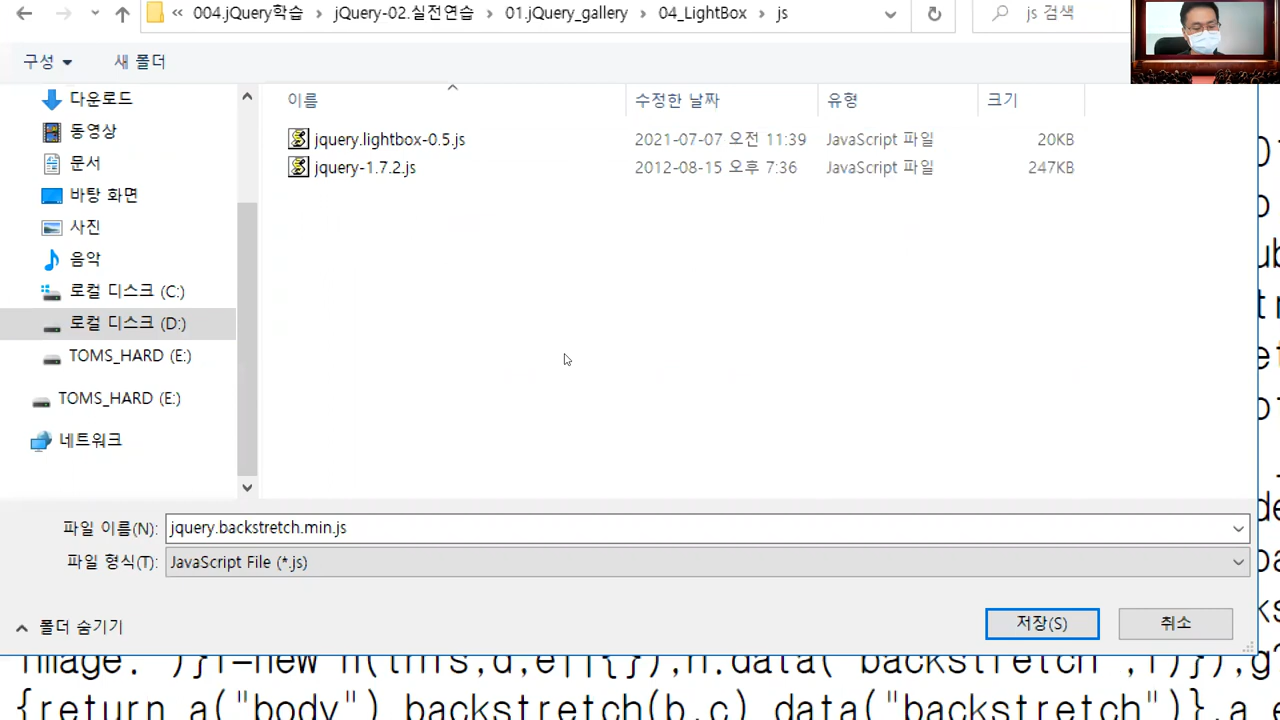 004.jQuery학습 › jQuery-02.실전연습 › 01.jQuery_gallery › 04_LightBox › js
js 검색
구성
새 폴더
다운로드
동영상
문서
바탕 화면
사진
음악
로컬 디스크 (C:)
로컬 디스크 (D:)
TOMS_HARD (E:)
TOMS_HARD (E:)
네트워크
이름 수정한 날짜 유형 크기
jquery.lightbox-0.5.js 2021-07-07 오전 11:39 JavaScript 파일 20KB
jquery-1.7.2.js 2012-08-15 오후 7:36 JavaScript 파일 247KB
파일 이름(N): jquery.backstretch.min.js
파일 형식(T): JavaScript File (*.js)
폴더 숨기기
저장(S)
취소
{return a("body").backstretch(b,c).data("backstretch")},a